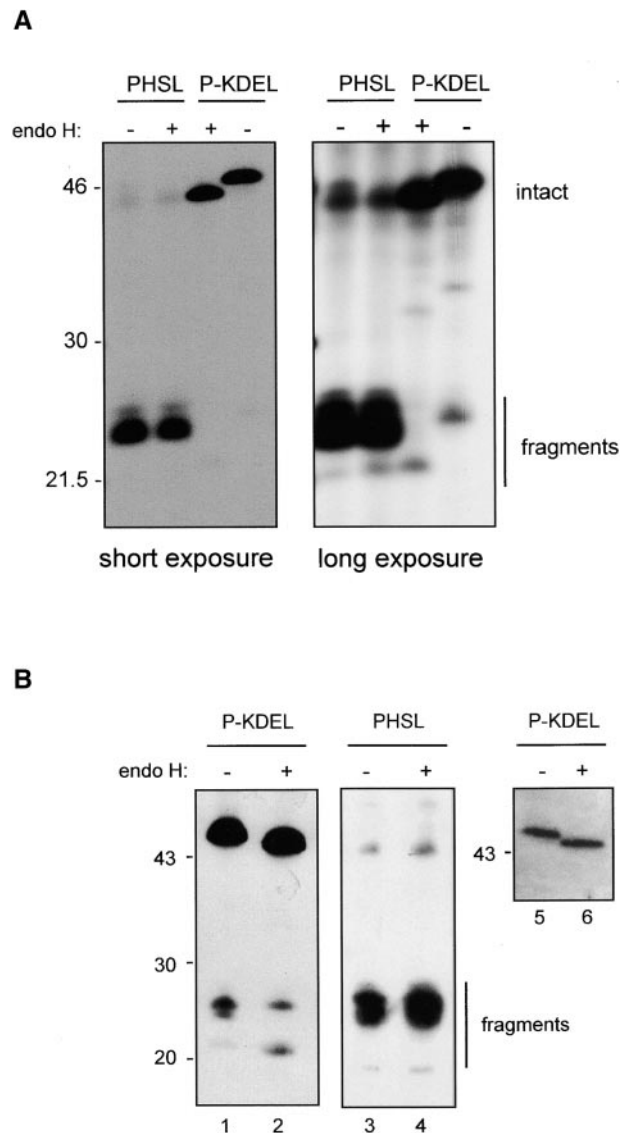 A
PHSL P-KDEL PHSL P-KDEL
endo H: - + + - - + + -
46 - intact
30 -
fragments
21.5 -
short exposure long exposure
B
P-KDEL PHSL P-KDEL
endo H: - + - + - +
43 - 43 -
5 6
30 -
fragments
20 -
1 2 3 4